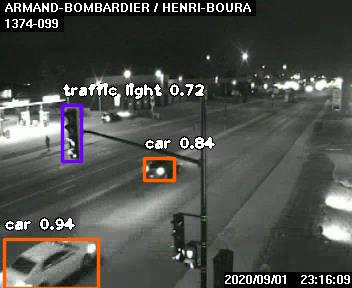 ARMAND-BOMBARDIER / HENRI-BOURA
1374-099
traffic light 0.72
car 0.84
car 0.94
2020/09/01 23:16:09